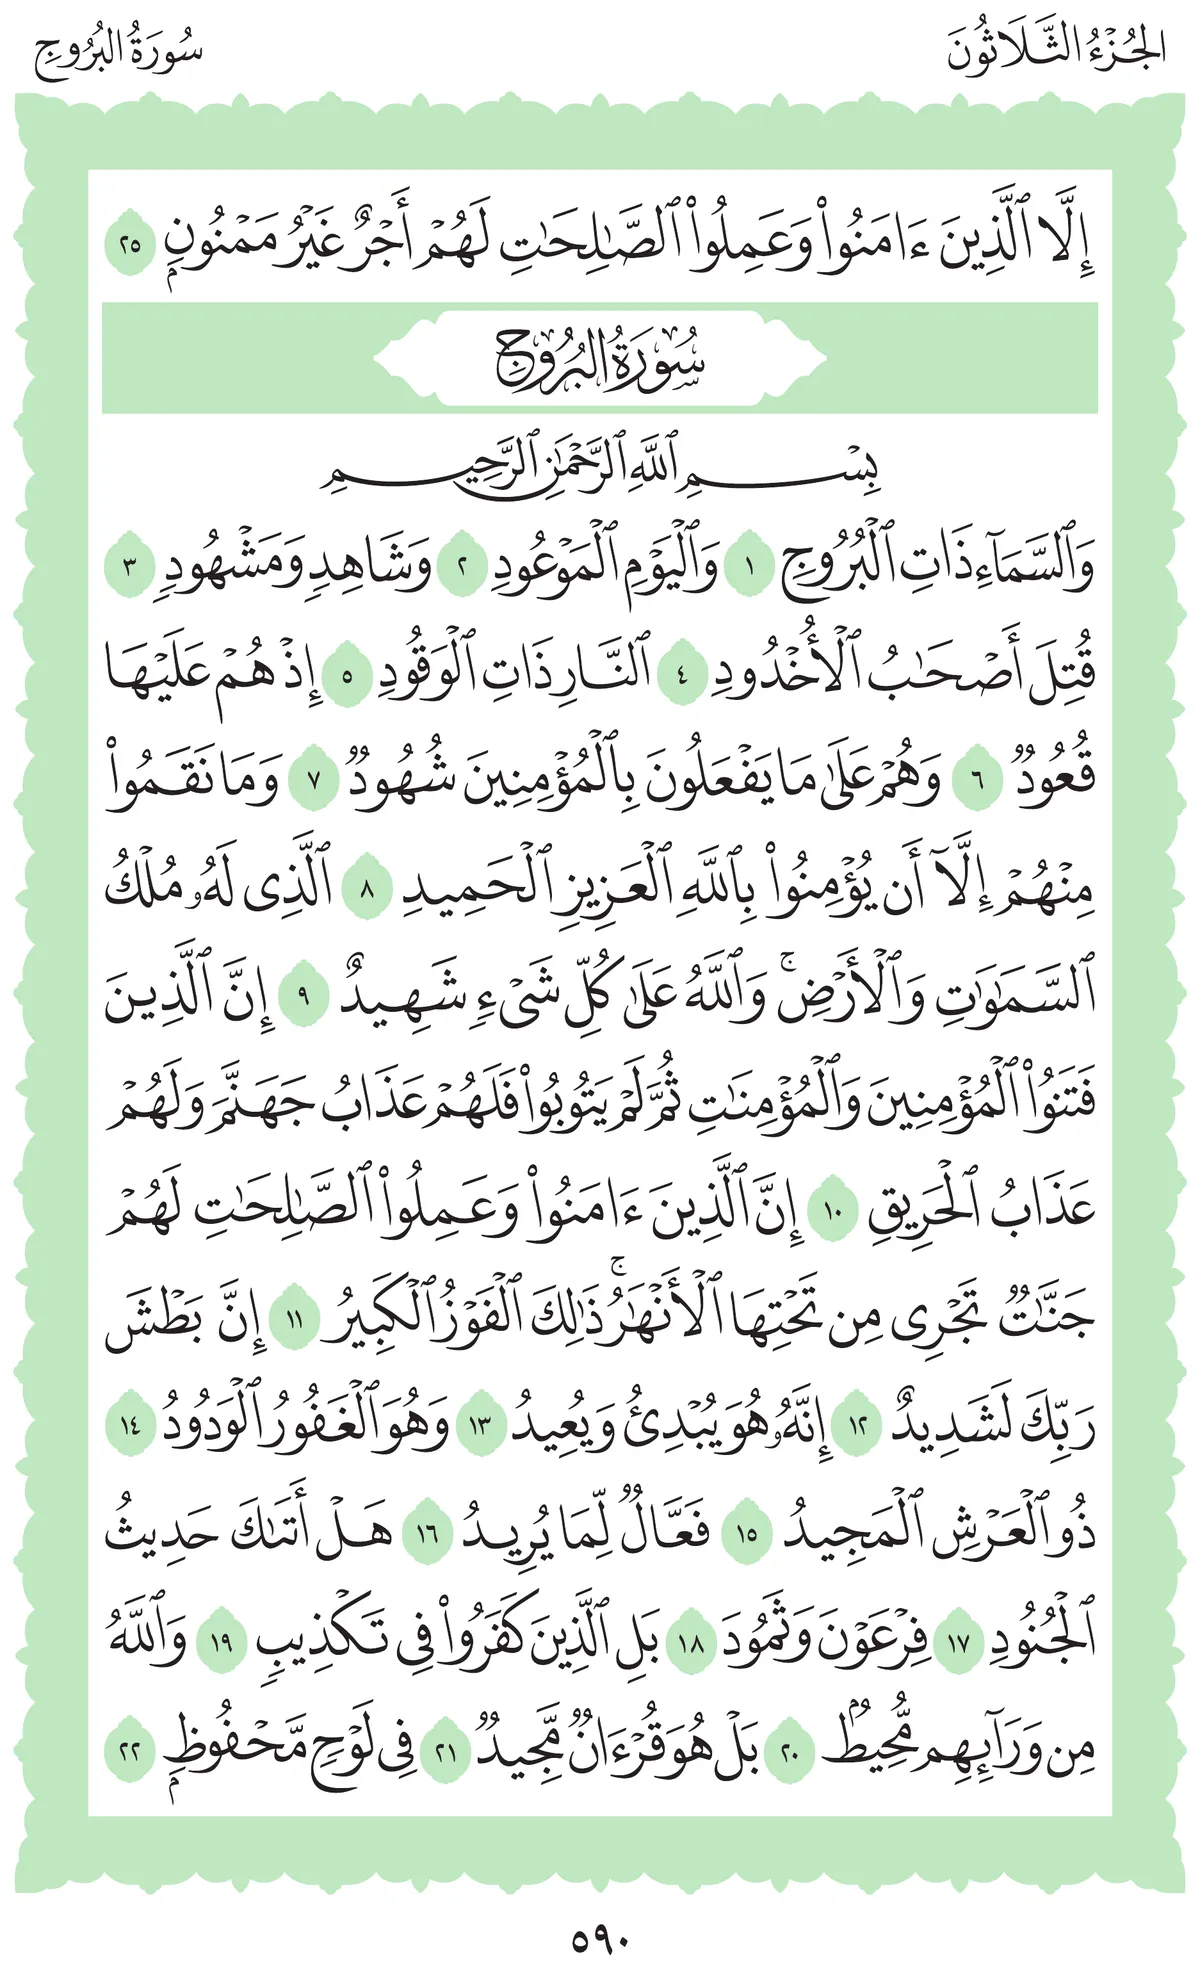 الجُزْءُ الثَّلَاثُونَ
سُورَةُ البُرُوجِ
إِلَّا ٱلَّذِينَ ءَامَنُوا۟ وَعَمِلُوا۟ ٱلصَّـٰلِحَـٰتِ لَهُمْ أَجْرٌ غَيْرُ مَمْنُونٍۭ ٢٥
سُورَةُ البُرُوجِ
بِسْمِ ٱللَّهِ ٱلرَّحْمَـٰنِ ٱلرَّحِيمِ
وَٱلسَّمَآءِ ذَاتِ ٱلْبُرُوجِ ١ وَٱلْيَوْمِ ٱلْمَوْعُودِ ٢ وَشَاهِدٍ وَمَشْهُودٍ ٣
قُتِلَ أَصْحَـٰبُ ٱلْأُخْدُودِ ٤ ٱلنَّارِ ذَاتِ ٱلْوَقُودِ ٥ إِذْ هُمْ عَلَيْهَا
قُعُودٌ ٦ وَهُمْ عَلَىٰ مَا يَفْعَلُونَ بِٱلْمُؤْمِنِينَ شُهُودٌ ٧ وَمَا نَقَمُوا۟
مِنْهُمْ إِلَّآ أَن يُؤْمِنُوا۟ بِٱللَّهِ ٱلْعَزِيزِ ٱلْحَمِيدِ ٨ ٱلَّذِى لَهُۥ مُلْكُ
ٱلسَّمَـٰوَٰتِ وَٱلْأَرْضِ ۚ وَٱللَّهُ عَلَىٰ كُلِّ شَىْءٍ شَهِيدٌ ٩ إِنَّ ٱلَّذِينَ
فَتَنُوا۟ ٱلْمُؤْمِنِينَ وَٱلْمُؤْمِنَـٰتِ ثُمَّ لَمْ يَتُوبُوا۟ فَلَهُمْ عَذَابُ جَهَنَّمَ وَلَهُمْ
عَذَابُ ٱلْحَرِيقِ ١٠ إِنَّ ٱلَّذِينَ ءَامَنُوا۟ وَعَمِلُوا۟ ٱلصَّـٰلِحَـٰتِ لَهُمْ
جَنَّـٰتٌ تَجْرِى مِن تَحْتِهَا ٱلْأَنْهَـٰرُ ۚ ذَٰلِكَ ٱلْفَوْزُ ٱلْكَبِيرُ ١١ إِنَّ بَطْشَ
رَبِّكَ لَشَدِيدٌ ١٢ إِنَّهُۥ هُوَ يُبْدِئُ وَيُعِيدُ ١٣ وَهُوَ ٱلْغَفُورُ ٱلْوَدُودُ ١٤
ذُو ٱلْعَرْشِ ٱلْمَجِيدُ ١٥ فَعَّالٌ لِّمَا يُرِيدُ ١٦ هَلْ أَتَىٰكَ حَدِيثُ
ٱلْجُنُودِ ١٧ فِرْعَوْنَ وَثَمُودَ ١٨ بَلِ ٱلَّذِينَ كَفَرُوا۟ فِى تَكْذِيبٍ ١٩ وَٱللَّهُ
مِن وَرَآئِهِم مُّحِيطٌۢ ٢٠ بَلْ هُوَ قُرْءَانٌ مَّجِيدٌ ٢١ فِى لَوْحٍ مَّحْفُوظٍۭ ٢٢
٥٩٠